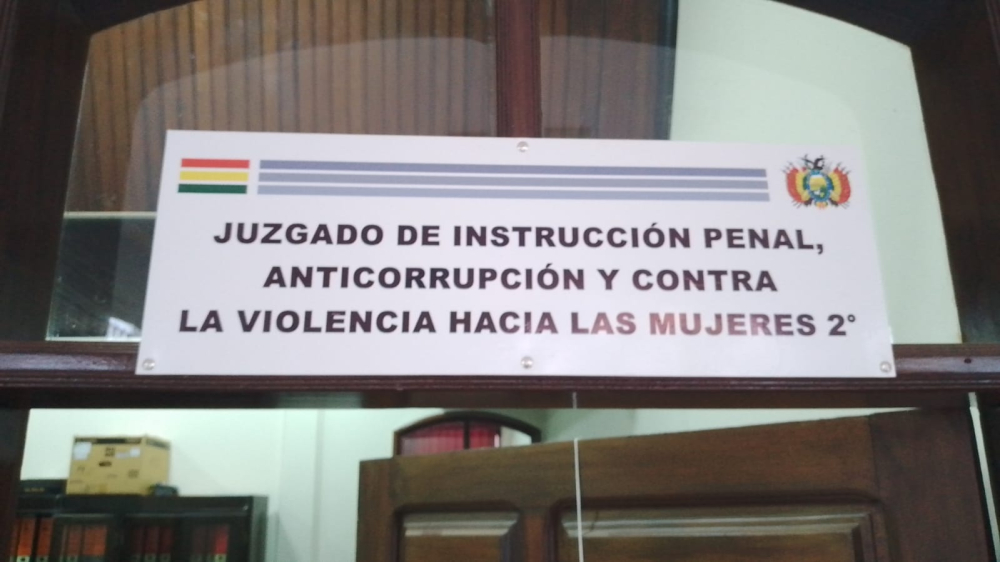 JUZGADO DE INSTRUCCIÓN PENAL,
ANTICORRUPCIÓN Y CONTRA
LA VIOLENCIA HACIA LAS MUJERES 2°